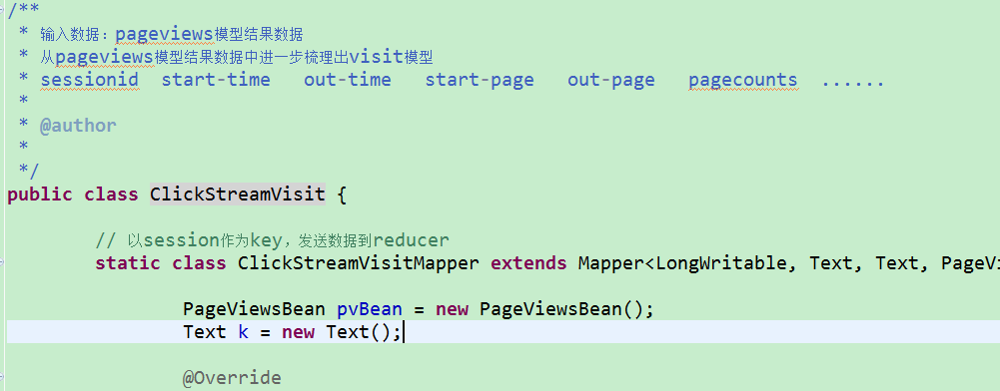 /**
 * 输入数据：pageviews模型结果数据
 * 从pageviews模型结果数据中进一步梳理出visit模型
 * sessionid  start-time   out-time   start-page   out-page   pagecounts  ......
 *
 * @author
 *
 */
public class ClickStreamVisit {
// 以session作为key，发送数据到reducer
static class ClickStreamVisitMapper extends Mapper<LongWritable, Text, Text, PageVi
PageViewsBean pvBean = new PageViewsBean();
Text k = new Text();
@Override